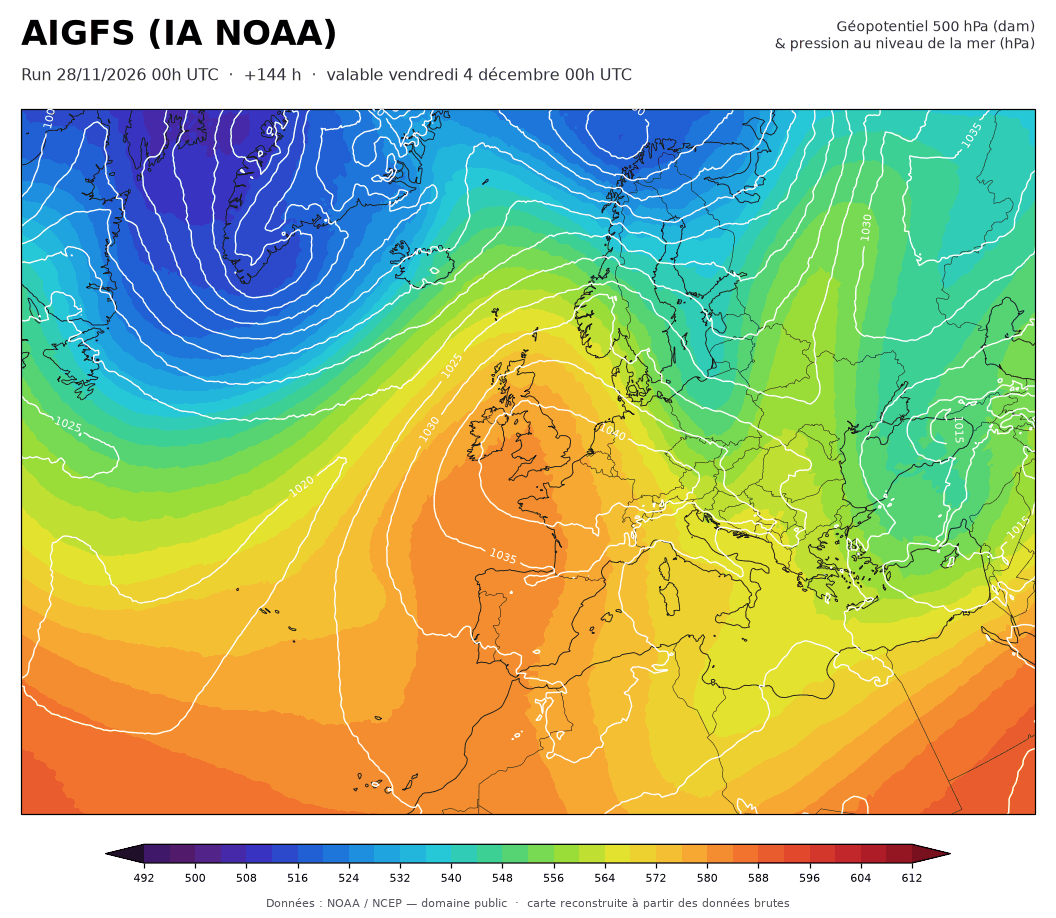 AIGFS (IA NOAA)
Géopotentiel 500 hPa (dam)
& pression au niveau de la mer (hPa)
Run 28/11/2026 00h UTC · +144 h · valable vendredi 4 décembre 00h UTC
1035
1030
1025
1040
1030
1025
1015
1020
1015
1035
492 500 508 516 524 532 540 548 556 564 572 580 588 596 604 612
Données : NOAA / NCEP — domaine public · carte reconstruite à partir des données brutes